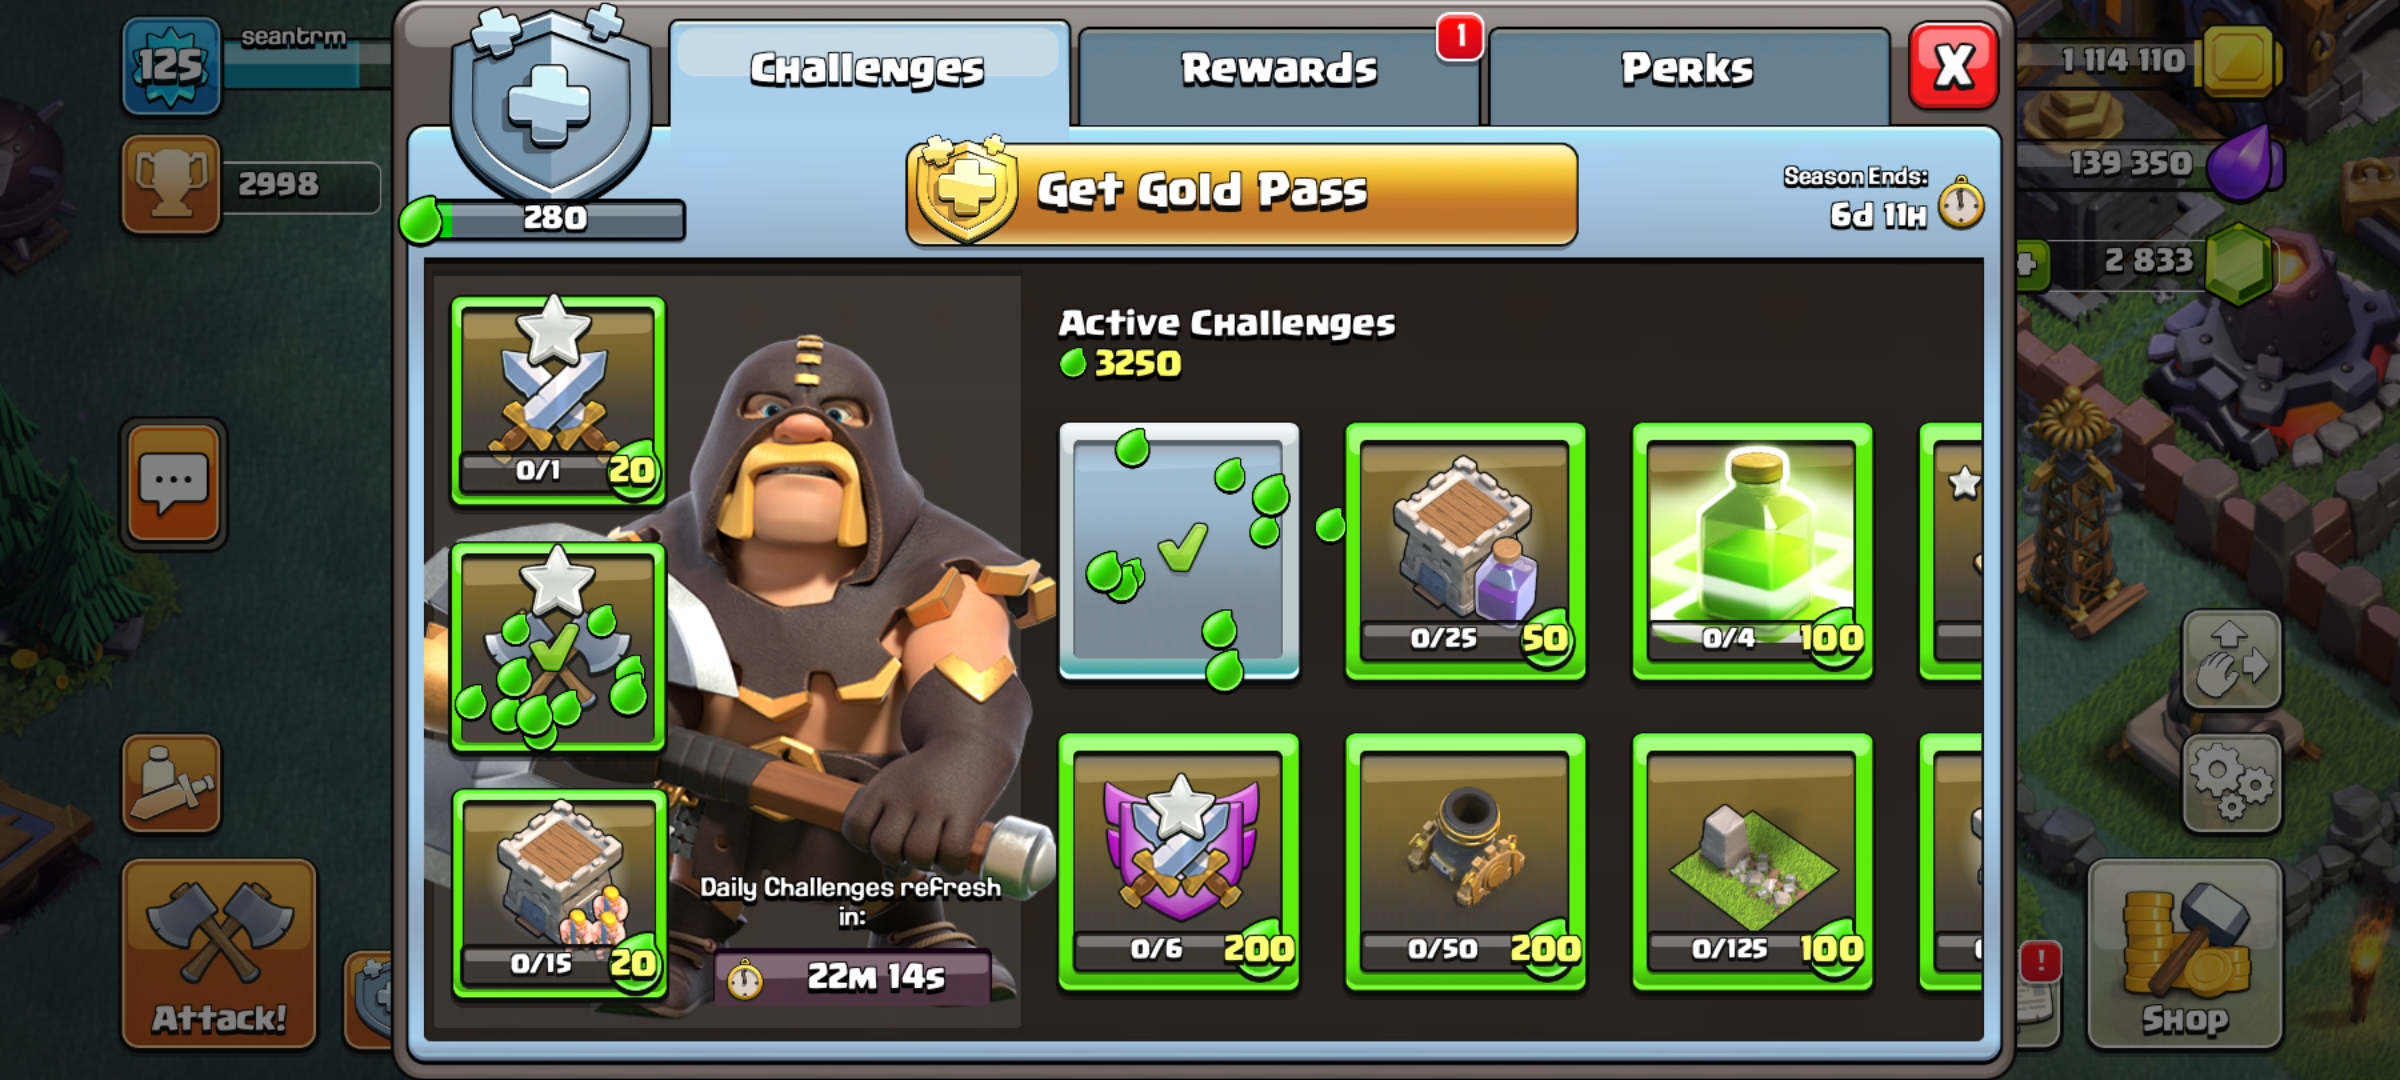 125
seantrm
2998
Challenges
Rewards
1
Perks
X
280
Get Gold Pass
Season Ends:
6d 11H
1 114 110
139 350
2 833
Active Challenges
3250
0/1
20
0/15
20
Daily Challenges refresh
in:
22M 14s
0/25
50
0/4
100
0/6
200
0/50
200
0/125
100
Attack!
!
Shop